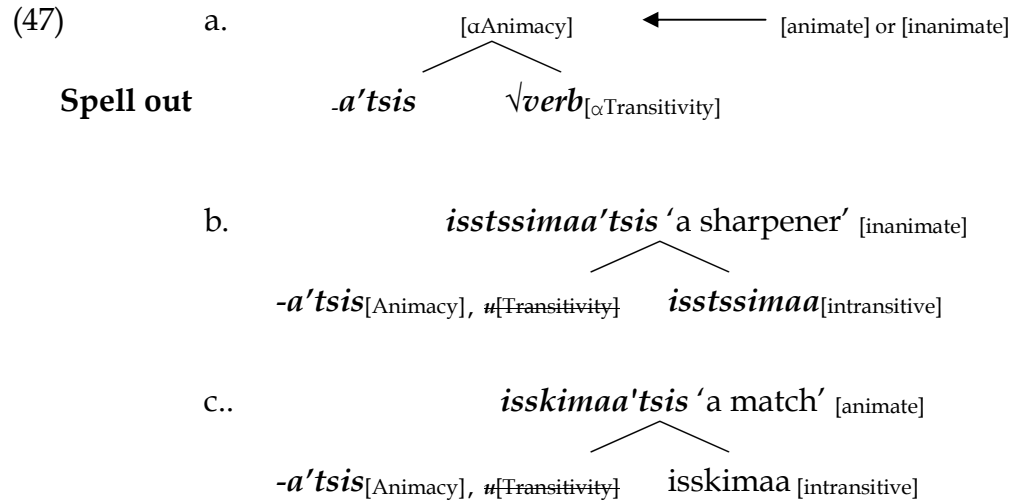 (47) a. [αAnimacy] [animate] or [inanimate]
Spell out -a'tsis √verb[αTransitivity]
b. isstssimaa'tsis ‘a sharpener’ [inanimate]
-a'tsis[Animacy], u[Transitivity] isstssimaa[intransitive]
c.. isskimaa'tsis ‘a match’ [animate]
-a'tsis[Animacy], u[Transitivity] isskimaa [intransitive]